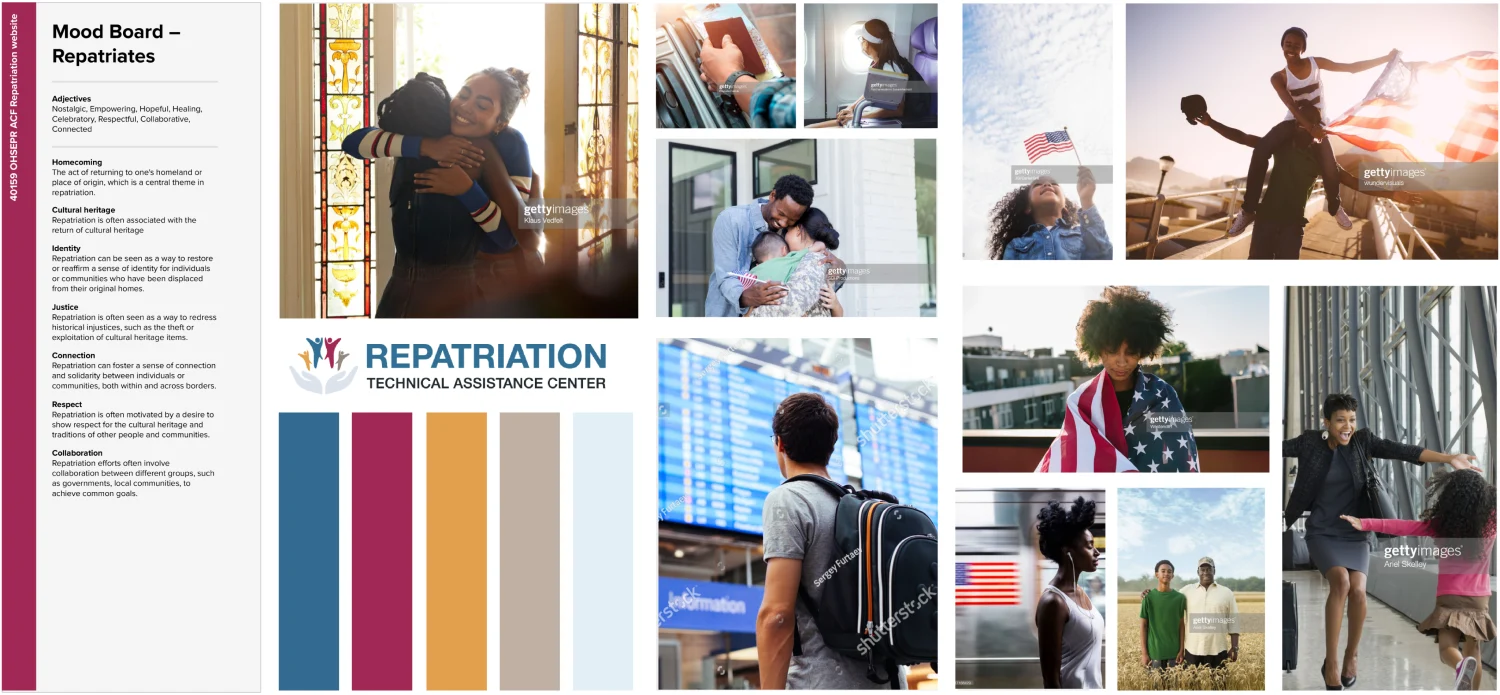 40159 OHSEPR ACF Repatriation website
Mood Board –
Repatriates
Adjectives
Nostalgic, Empowering, Hopeful, Healing,
Celebratory, Respectful, Collaborative,
Connected
Homecoming
The act of returning to one's homeland or
place of origin, which is a central theme in
repatriation.
Cultural heritage
Repatriation is often associated with the
return of cultural heritage
Identity
Repatriation can be seen as a way to restore
or reaffirm a sense of identity for individuals
or communities who have been displaced
from their original homes.
Justice
Repatriation is often seen as a way to redress
historical injustices, such as the theft or
exploitation of cultural heritage items.
Connection
Repatriation can foster a sense of connection
and solidarity between individuals or
communities, both within and across borders.
Respect
Repatriation is often motivated by a desire to
show respect for the cultural heritage and
traditions of other people and communities.
Collaboration
Repatriation efforts often involve
collaboration between different groups, such
as governments, local communities, to
achieve common goals.
gettyimages
Klaus Vedfelt
REPATRIATION
TECHNICAL ASSISTANCE CENTER
gettyimages
gettyimages
gettyimages
shutterstock
Sergey Furtaev
Information
shutterstock
shutterstock
gettyimages
gettyimages
wundervisuals
gettyimages
gettyimages
gettyimages
Ariel Skelley